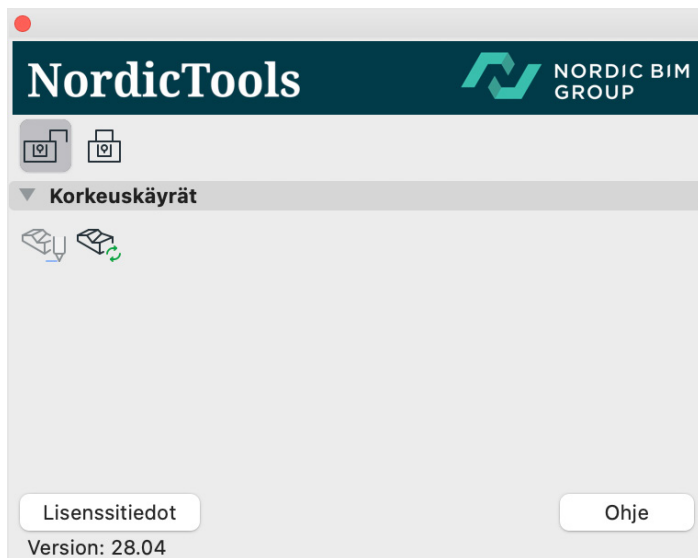 NordicTools
NORDIC BIM
GROUP
Korkeuskäyrät
Lisenssitiedot
Ohje
Version: 28.04